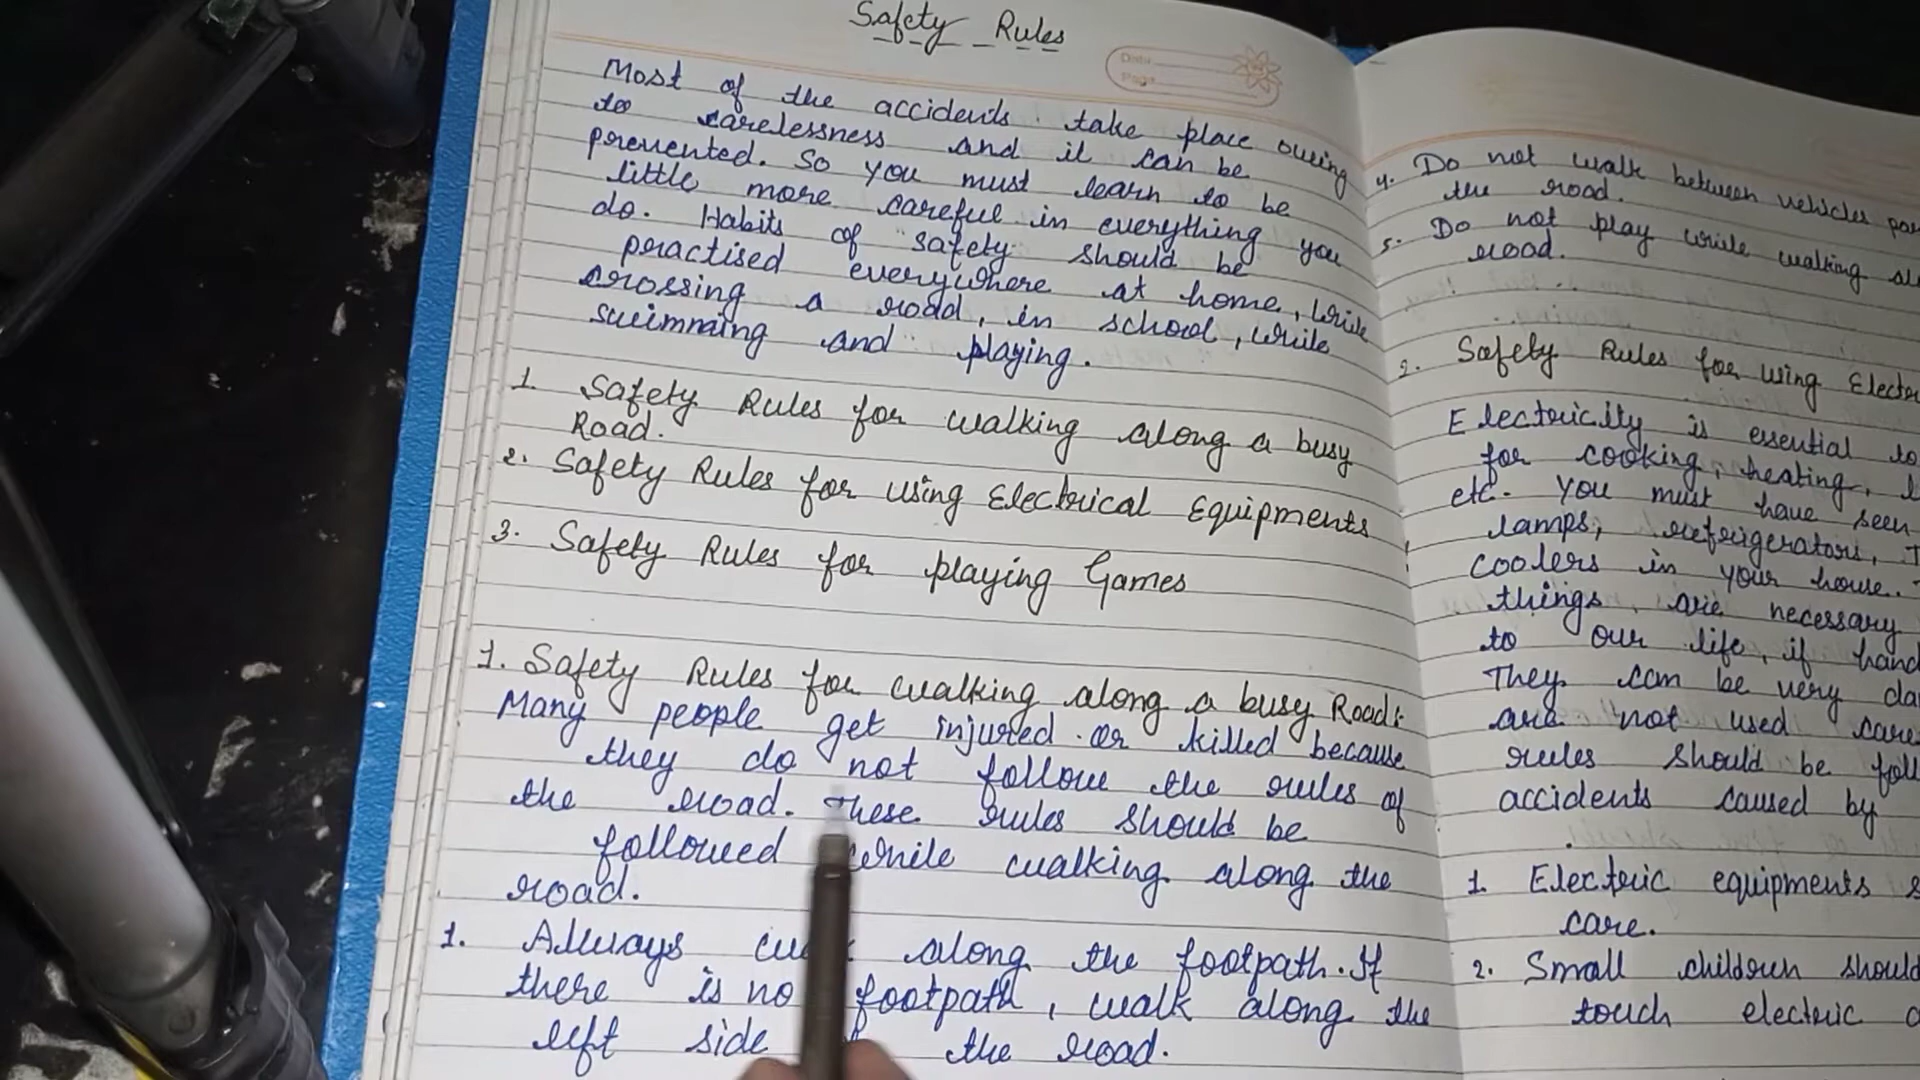 Safety Rules
Date
Page
Most of the accidents take place owing
to carelessness and it can be
prevented. So you must learn to be
little more careful in everything you
do. Habits of safety should be
practised everywhere at home, while
crossing a road, in school, while
swimming and playing.
1. Safety Rules for walking along a busy
Road.
2. Safety Rules for using Electrical Equipments
3. Safety Rules for playing Games
1. Safety Rules for walking along a busy Road:
Many people get injured or killed because
they do not follow the rules of
the road. These rules should be
followed while walking along the
road.
1. Always along the footpath. If
there is no footpath, walk along the
left side the road.
4. Do not walk between vehicles
the road.
5. Do not play while walking
road.
2. Safety Rules for using
Electricity is essential to
for cooking, heating,
etc. You must have seen
lamps, refrigerators,
coolers in your house.
things are necessary
to our life, if
They can be very
are not used
rules should be
accidents caused by
1. Electric equipments
care.
2. Small children should
touch electric